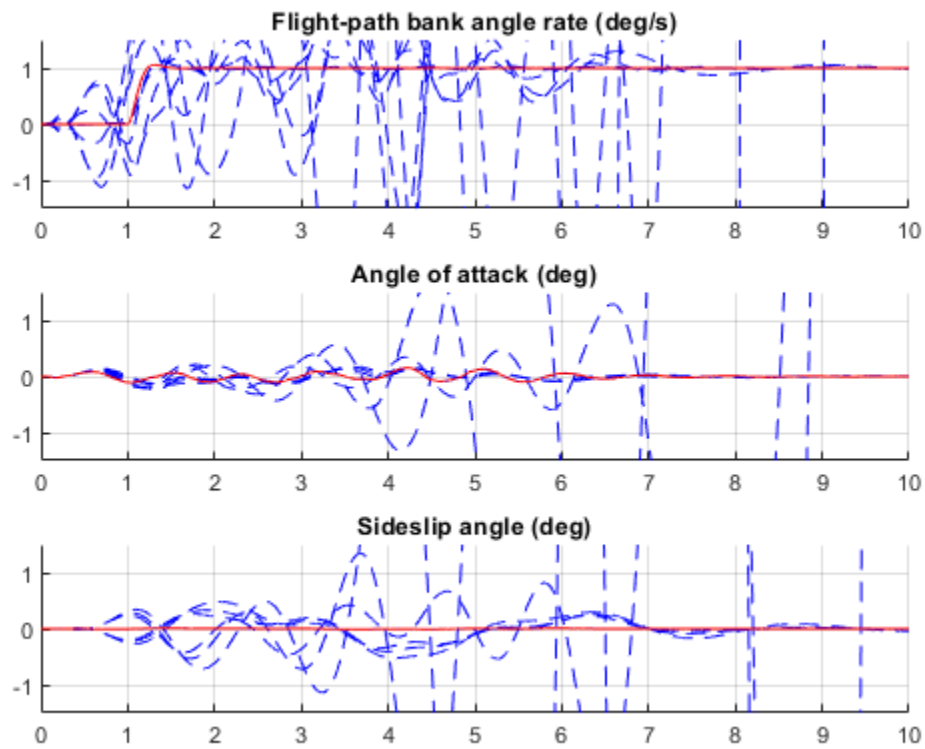 Flight-path bank angle rate (deg/s)
1
0
-1
0 1 2 3 4 5 6 7 8 9 10
Angle of attack (deg)
1
0
-1
0 1 2 3 4 5 6 7 8 9 10
Sideslip angle (deg)
1
0
-1
0 1 2 3 4 5 6 7 8 9 10